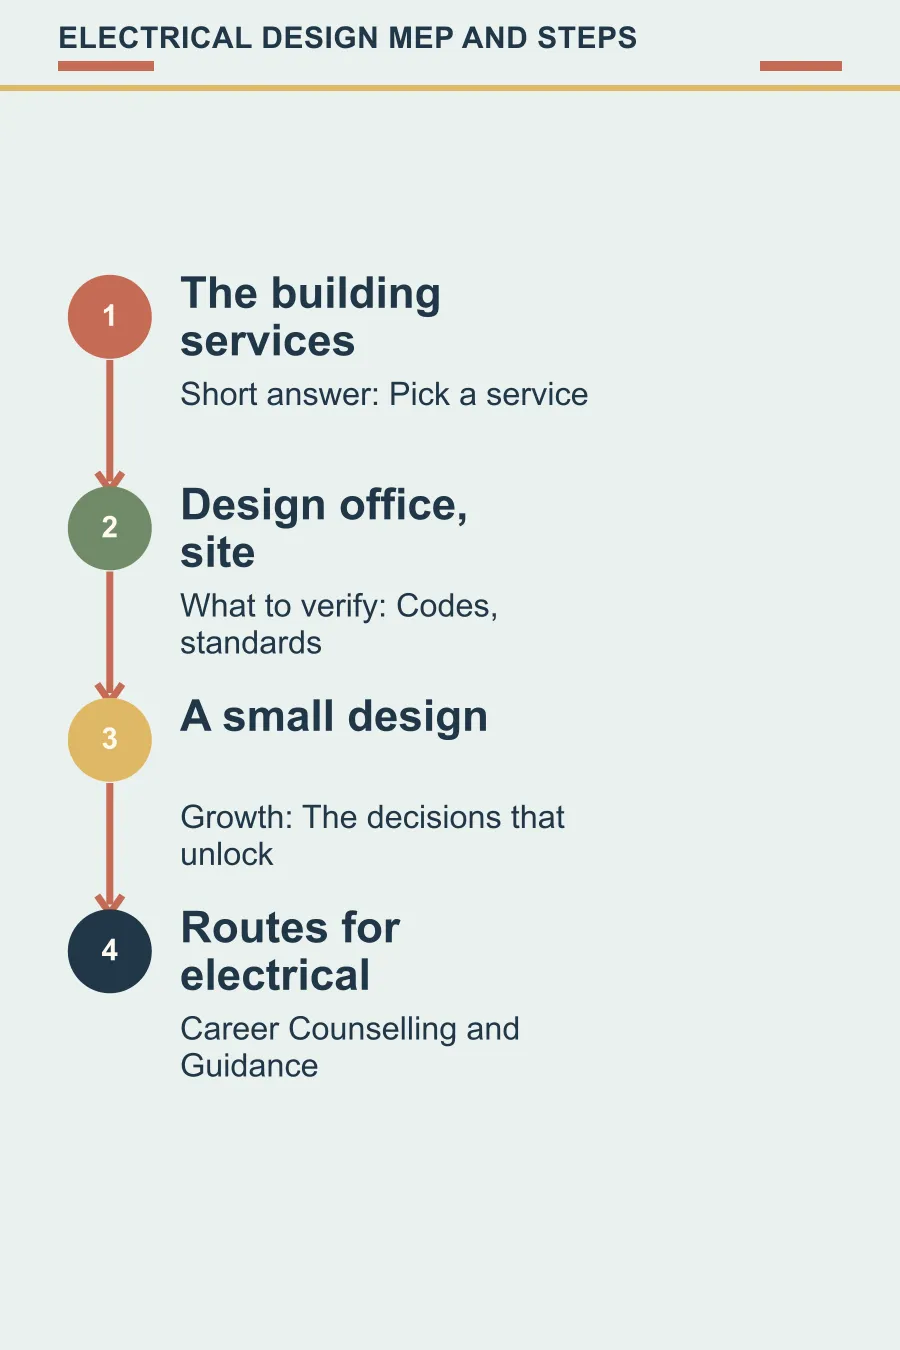 ELECTRICAL DESIGN MEP AND STEPS
1
The building
services
Short answer: Pick a service
2
Design office,
site
What to verify: Codes,
standards
3
A small design
Growth: The decisions that
unlock
4
Routes for
electrical
Career Counselling and
Guidance